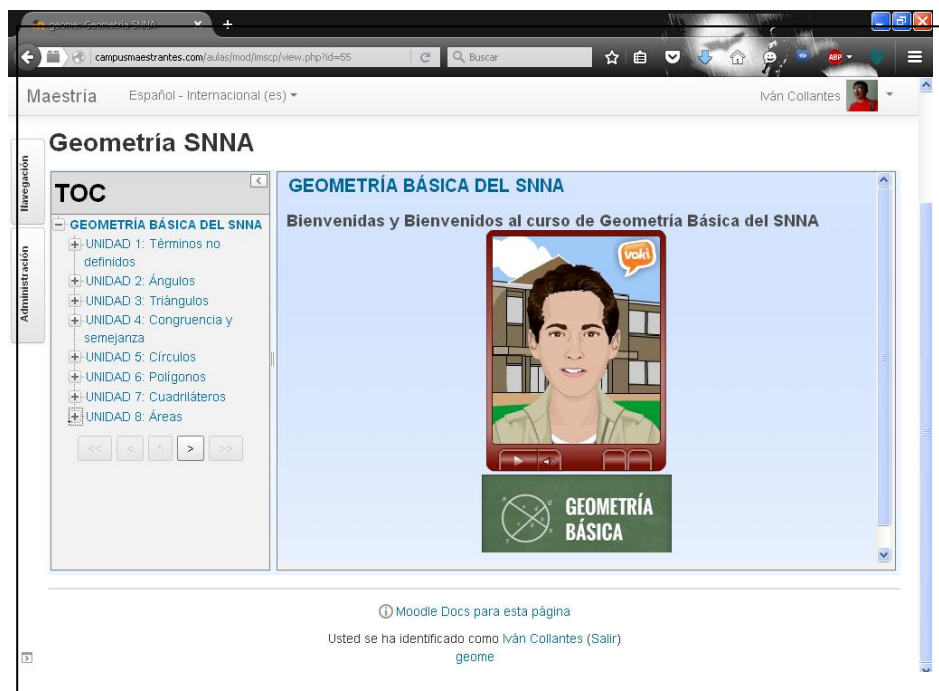 geome: Geometría SNNA
campusmaestrantes.com/aulas/mod/imscp/view.php?id=55
Buscar
ABP
Maestría
Español - Internacional (es)
Iván Collantes
Geometría SNNA
Navegación
Administración
TOC
GEOMETRÍA BÁSICA DEL SNNA
UNIDAD 1: Términos no
definidos
UNIDAD 2: Ángulos
UNIDAD 3: Triángulos
UNIDAD 4: Congruencia y
semejanza
UNIDAD 5: Círculos
UNIDAD 6: Polígonos
UNIDAD 7: Cuadriláteros
UNIDAD 8: Áreas
<< < ^ > >>
GEOMETRÍA BÁSICA DEL SNNA
Bienvenidas y Bienvenidos al curso de Geometría Básica del SNNA
voki
GEOMETRÍA
BÁSICA
Moodle Docs para esta página
Usted se ha identificado como Iván Collantes (Salir)
geome